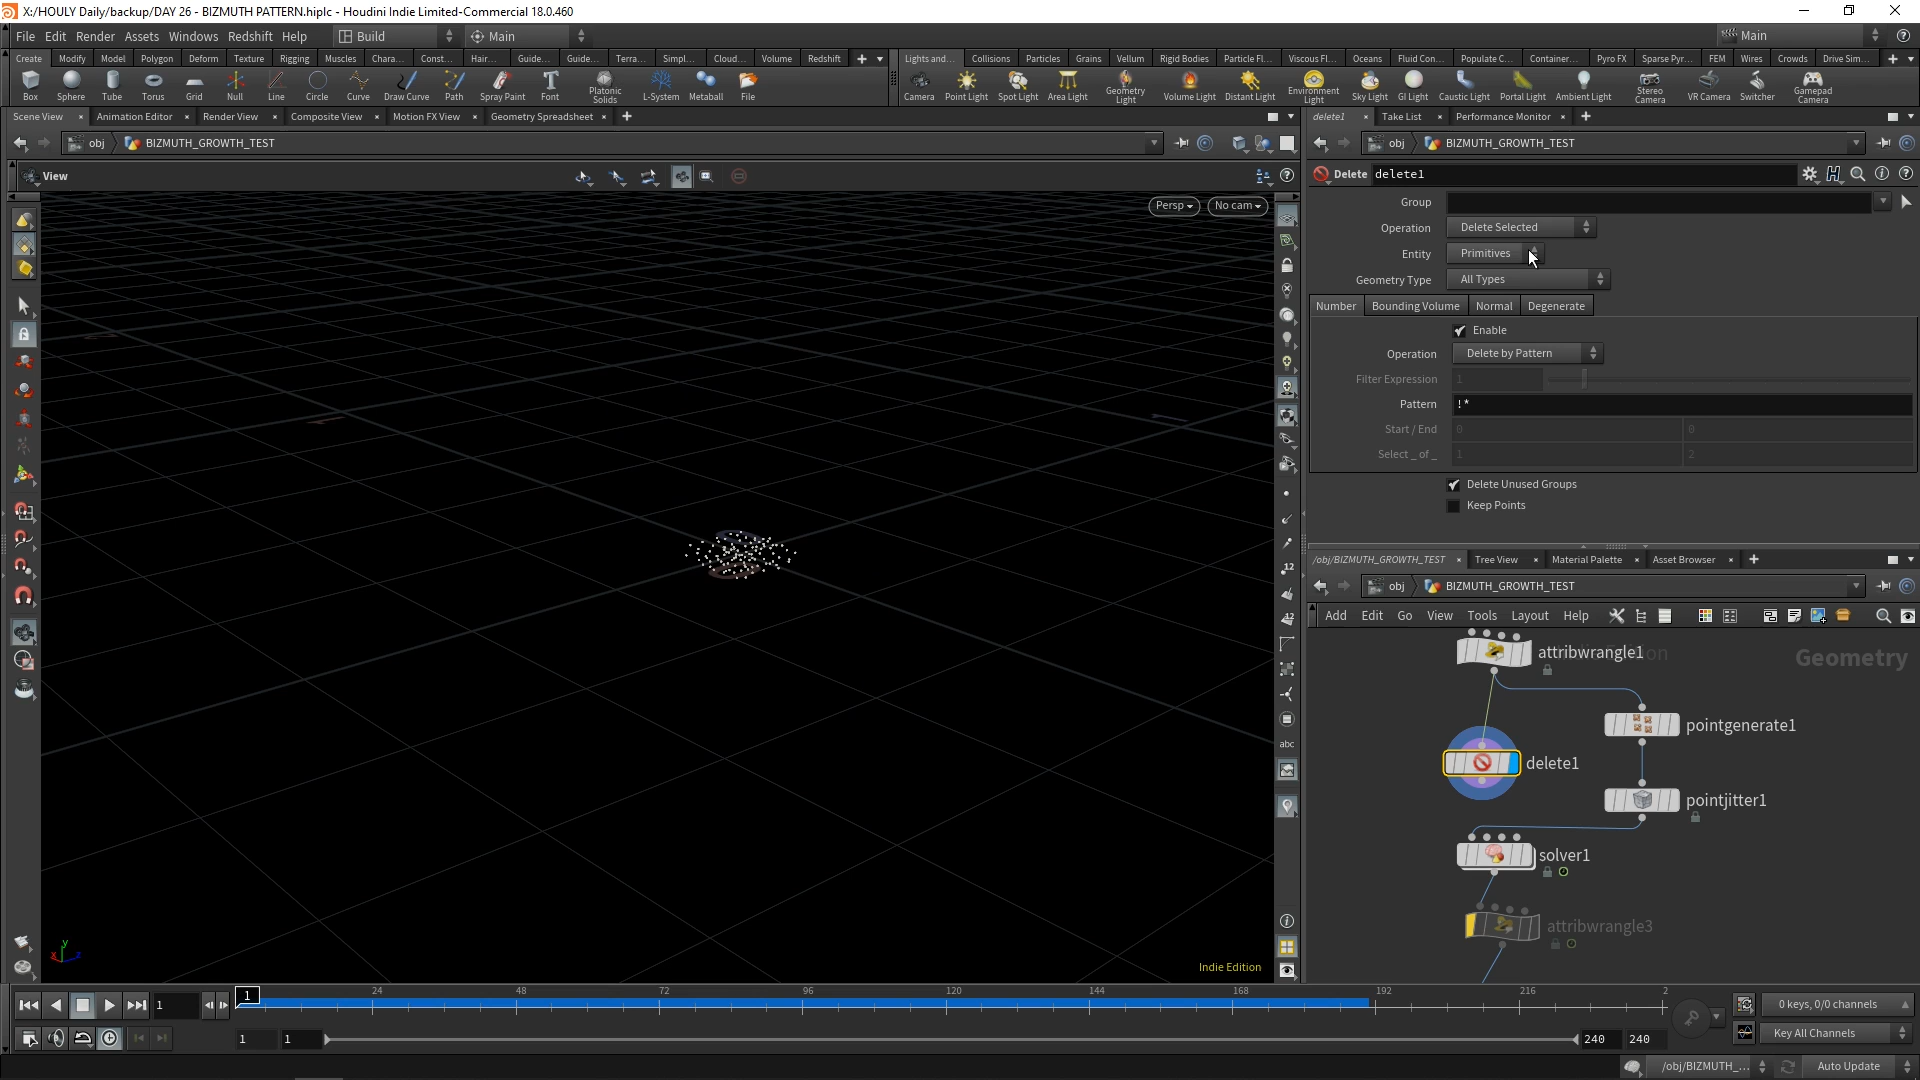 X:/HOULY Daily/backup/DAY 26 - BIZMUTH PATTERN.hiplc - Houdini Indie Limited-Commercial 18.0.460
File Edit Render Assets Windows Redshift Help Build Main Main
Create Modify Model Polygon Deform Texture Rigging Muscles Chara... Const... Hair... Guide... Guide... Terra... Simpl... Cloud... Volume Redshift
Lights and... Collisions Particles Grains Vellum Rigid Bodies Particle Fl... Viscous Fl... Oceans Fluid Con... Populate C... Container... Pyro FX Sparse Pyr... FEM Wires Crowds Drive Sim...
Box Sphere Tube Torus Grid Null Line Circle Curve Draw Curve Path Spray Paint Font Platonic Solids L-System Metaball File
Camera Point Light Spot Light Area Light Geometry Light Volume Light Distant Light Environment Light Sky Light GI Light Caustic Light Portal Light Ambient Light Stereo Camera VR Camera Switcher Gamepad Camera
Scene View Animation Editor Render View Composite View Motion FX View Geometry Spreadsheet
delete1 Take List Performance Monitor
obj BIZMUTH_GROWTH_TEST
obj BIZMUTH_GROWTH_TEST
View
Persp No cam
Delete delete1
Group
Operation Delete Selected
Entity Primitives
Geometry Type All Types
Number Bounding Volume Normal Degenerate
Enable
Operation Delete by Pattern
Filter Expression 1
Pattern !*
Start / End 0 0
Select _ of _ 1 2
Delete Unused Groups
Keep Points
/obj/BIZMUTH_GROWTH_TEST Tree View Material Palette Asset Browser
obj BIZMUTH_GROWTH_TEST
Add Edit Go View Tools Layout Help
Geometry
attribwrangle1
pointgenerate1
delete1
pointjitter1
solver1
attribwrangle3
12
12
abc
y
x z
Indie Edition
1 1 24 48 72 96 120 144 168 192 216 2
0 keys, 0/0 channels
1 1 240 240
Key All Channels
/obj/BIZMUTH_... Auto Update